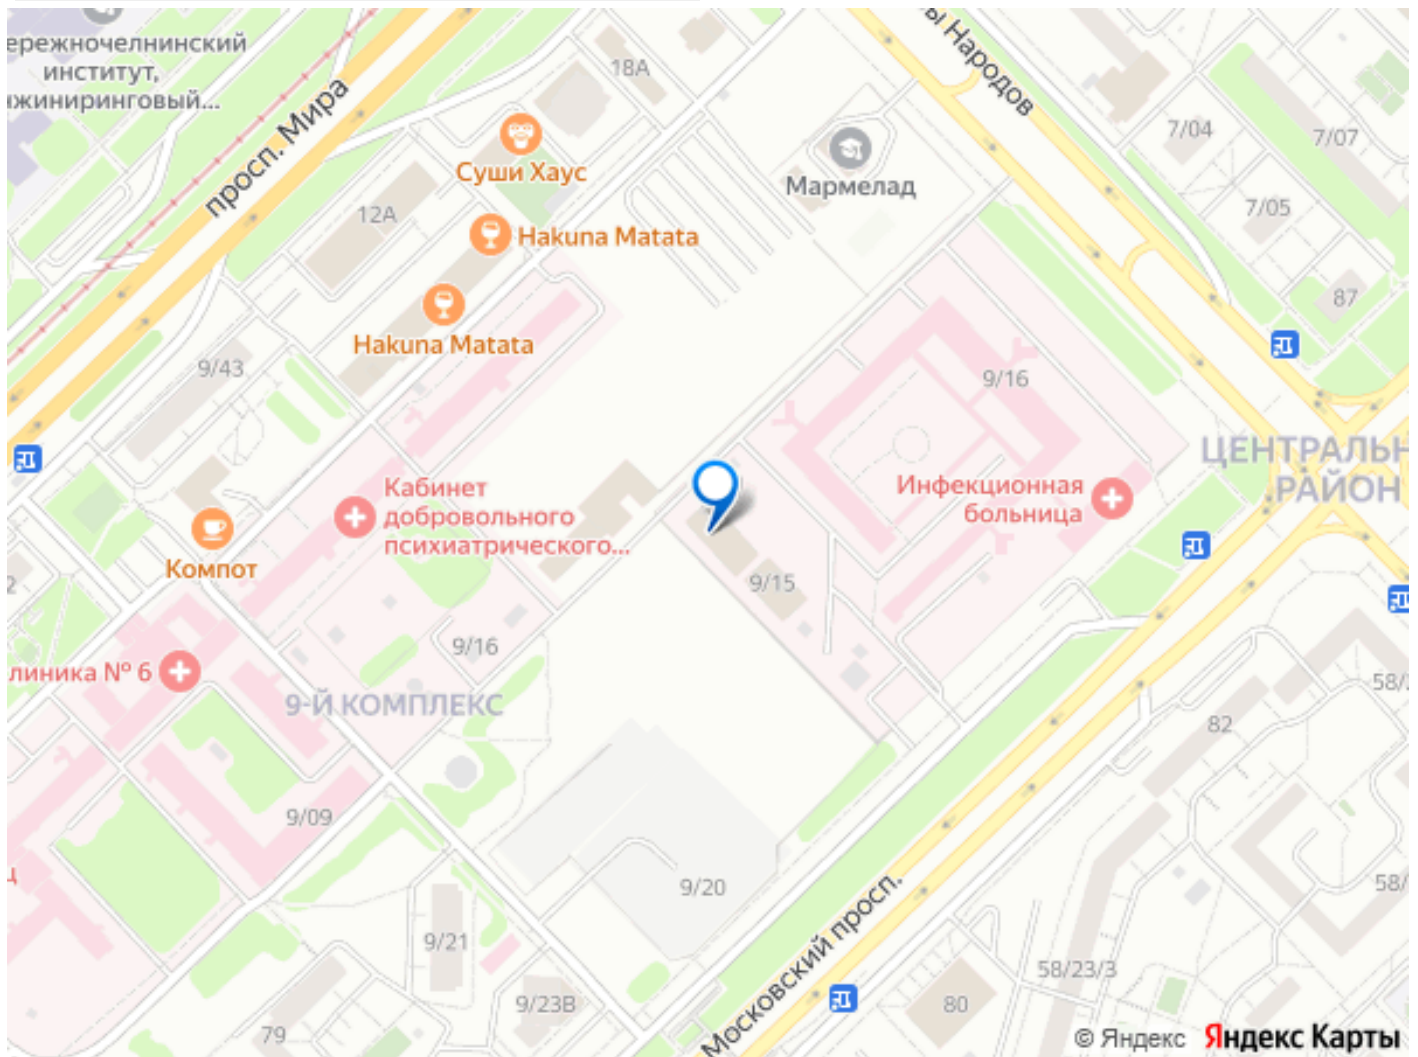 ережночелнинский
институт,
нжиниринговый...
просп. Мира
18А
ы Народов
7/04
7/07
Суши Хаус
Мармелад
12А
7/05
Hakuna Matata
87
Hakuna Matata
9/43
9/16
ЦЕНТРАЛЬН
РАЙОН
Кабинет
добровольного
психиатрического...
Инфекционная
больница
Компот
9/15
2
9/16
линика № 6
58/2
9-Й КОМПЛЕКС
82
9/09
ц
9/20
58/
9/21
Московский просп.
58/23/3
9/23В
80
79
© Яндекс Яндекс Карты